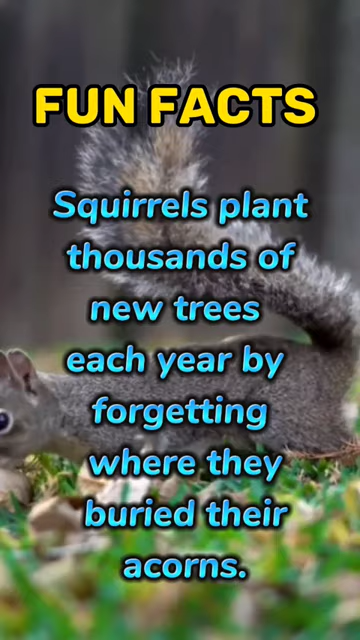 FUN FACTS
Squirrels plant
thousands of
new trees
each year by
forgetting
where they
buried their
acorns.